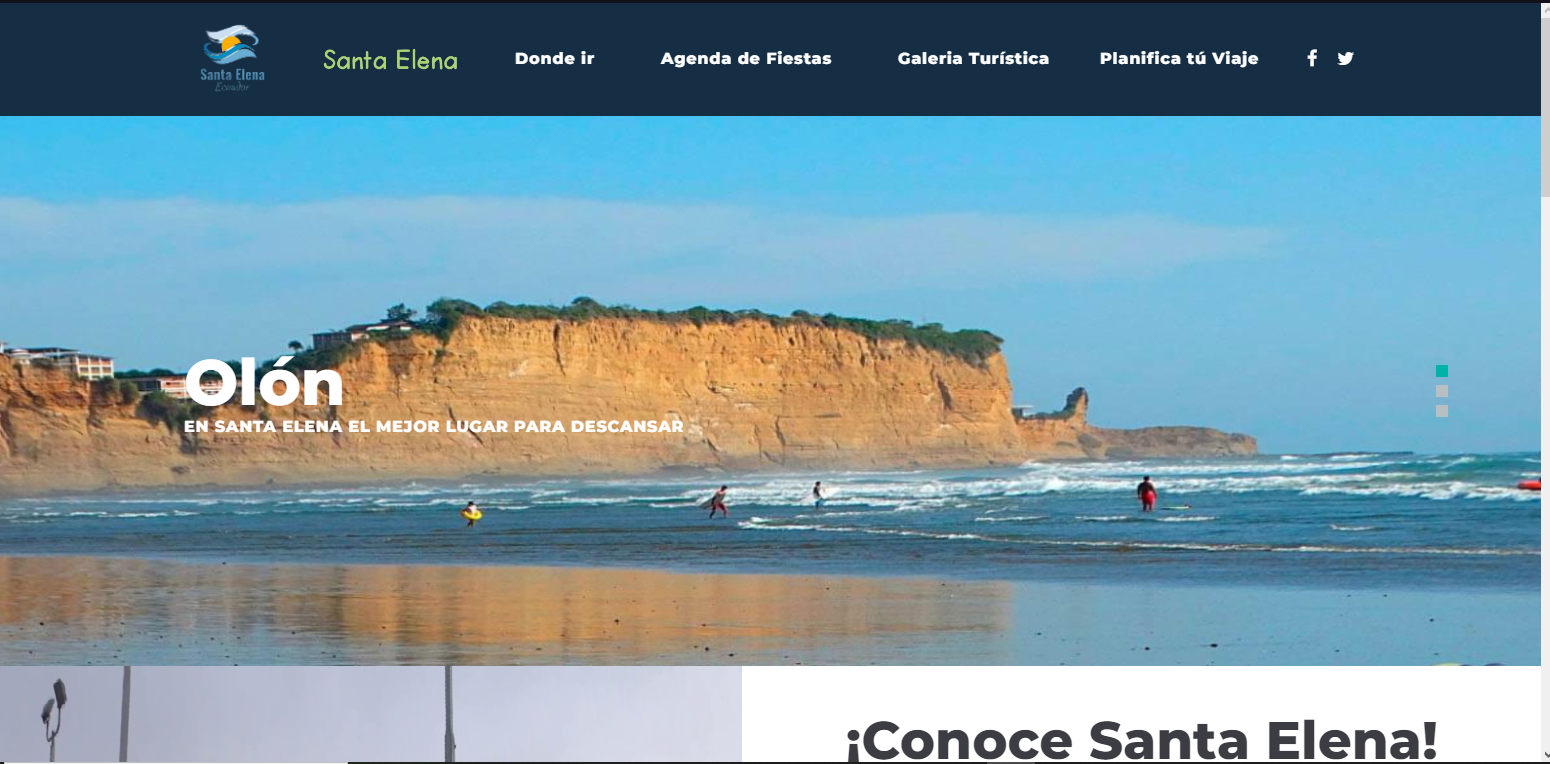 Santa Elena
Ecuador
Santa Elena
Donde ir
Agenda de Fiestas
Galeria Turística
Planifica tú Viaje
Olón
EN SANTA ELENA EL MEJOR LUGAR PARA DESCANSAR
¡Conoce Santa Elena!